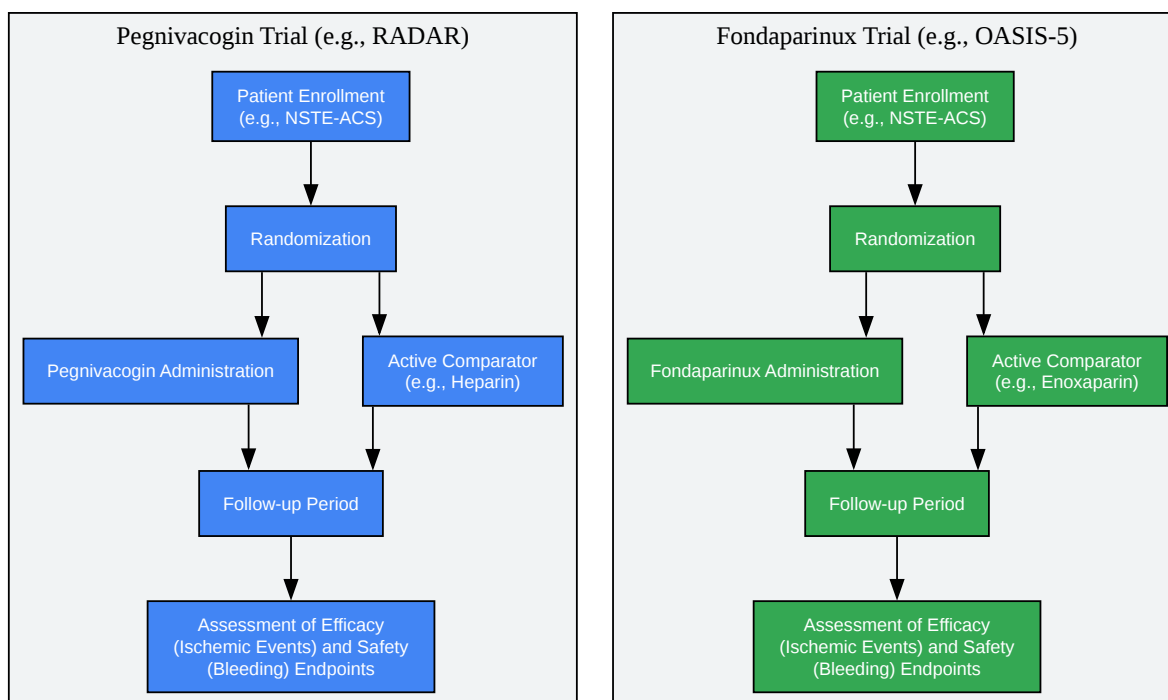 Pegnivacogin Trial (e.g., RADAR)
Patient Enrollment
(e.g., NSTE-ACS)
Randomization
Pegnivacogin Administration
Active Comparator
(e.g., Heparin)
Follow-up Period
Assessment of Efficacy
(Ischemic Events) and Safety
(Bleeding) Endpoints
Fondaparinux Trial (e.g., OASIS-5)
Patient Enrollment
(e.g., NSTE-ACS)
Randomization
Fondaparinux Administration
Active Comparator
(e.g., Enoxaparin)
Follow-up Period
Assessment of Efficacy
(Ischemic Events) and Safety
(Bleeding) Endpoints